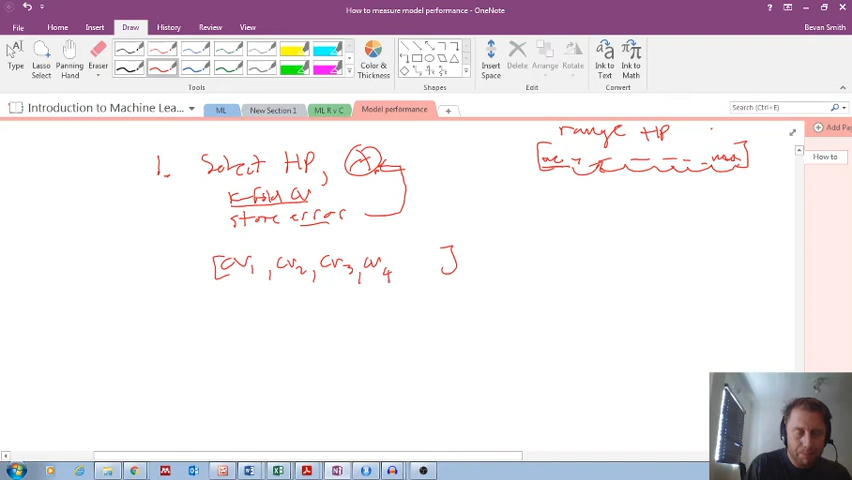 How to measure model performance - OneNote
File Home Insert Draw History Review View
Bevan Smith
Type
Lasso Select
Panning Hand
Eraser
Color & Thickness
Insert Space
Delete Arrange Rotate
Ink to Text
Ink to Math
Tools Shapes Edit Convert
Introduction to Machine Lea... ML New Section 1 ML R v C Model performance Search (Ctrl+E)
Add Pa
How to
range HP
1. Select HP,
K-fold CV
store error
[CV1, CV2, CV3, CV4 ]